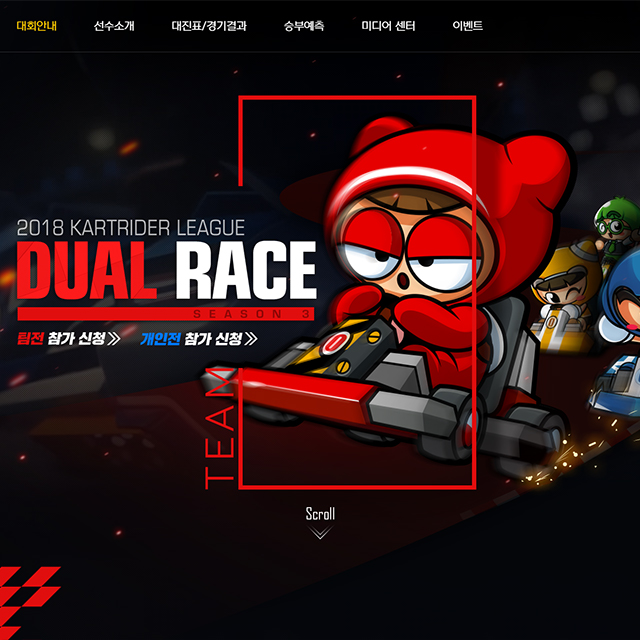 대회안내 선수소개 대진표/경기결과 승부예측 미디어 센터 이벤트
2018 KARTRIDER LEAGUE
DUAL RACE
SEASON 3
팀전 참가 신청 개인전 참가 신청
0
TEAM
Scroll